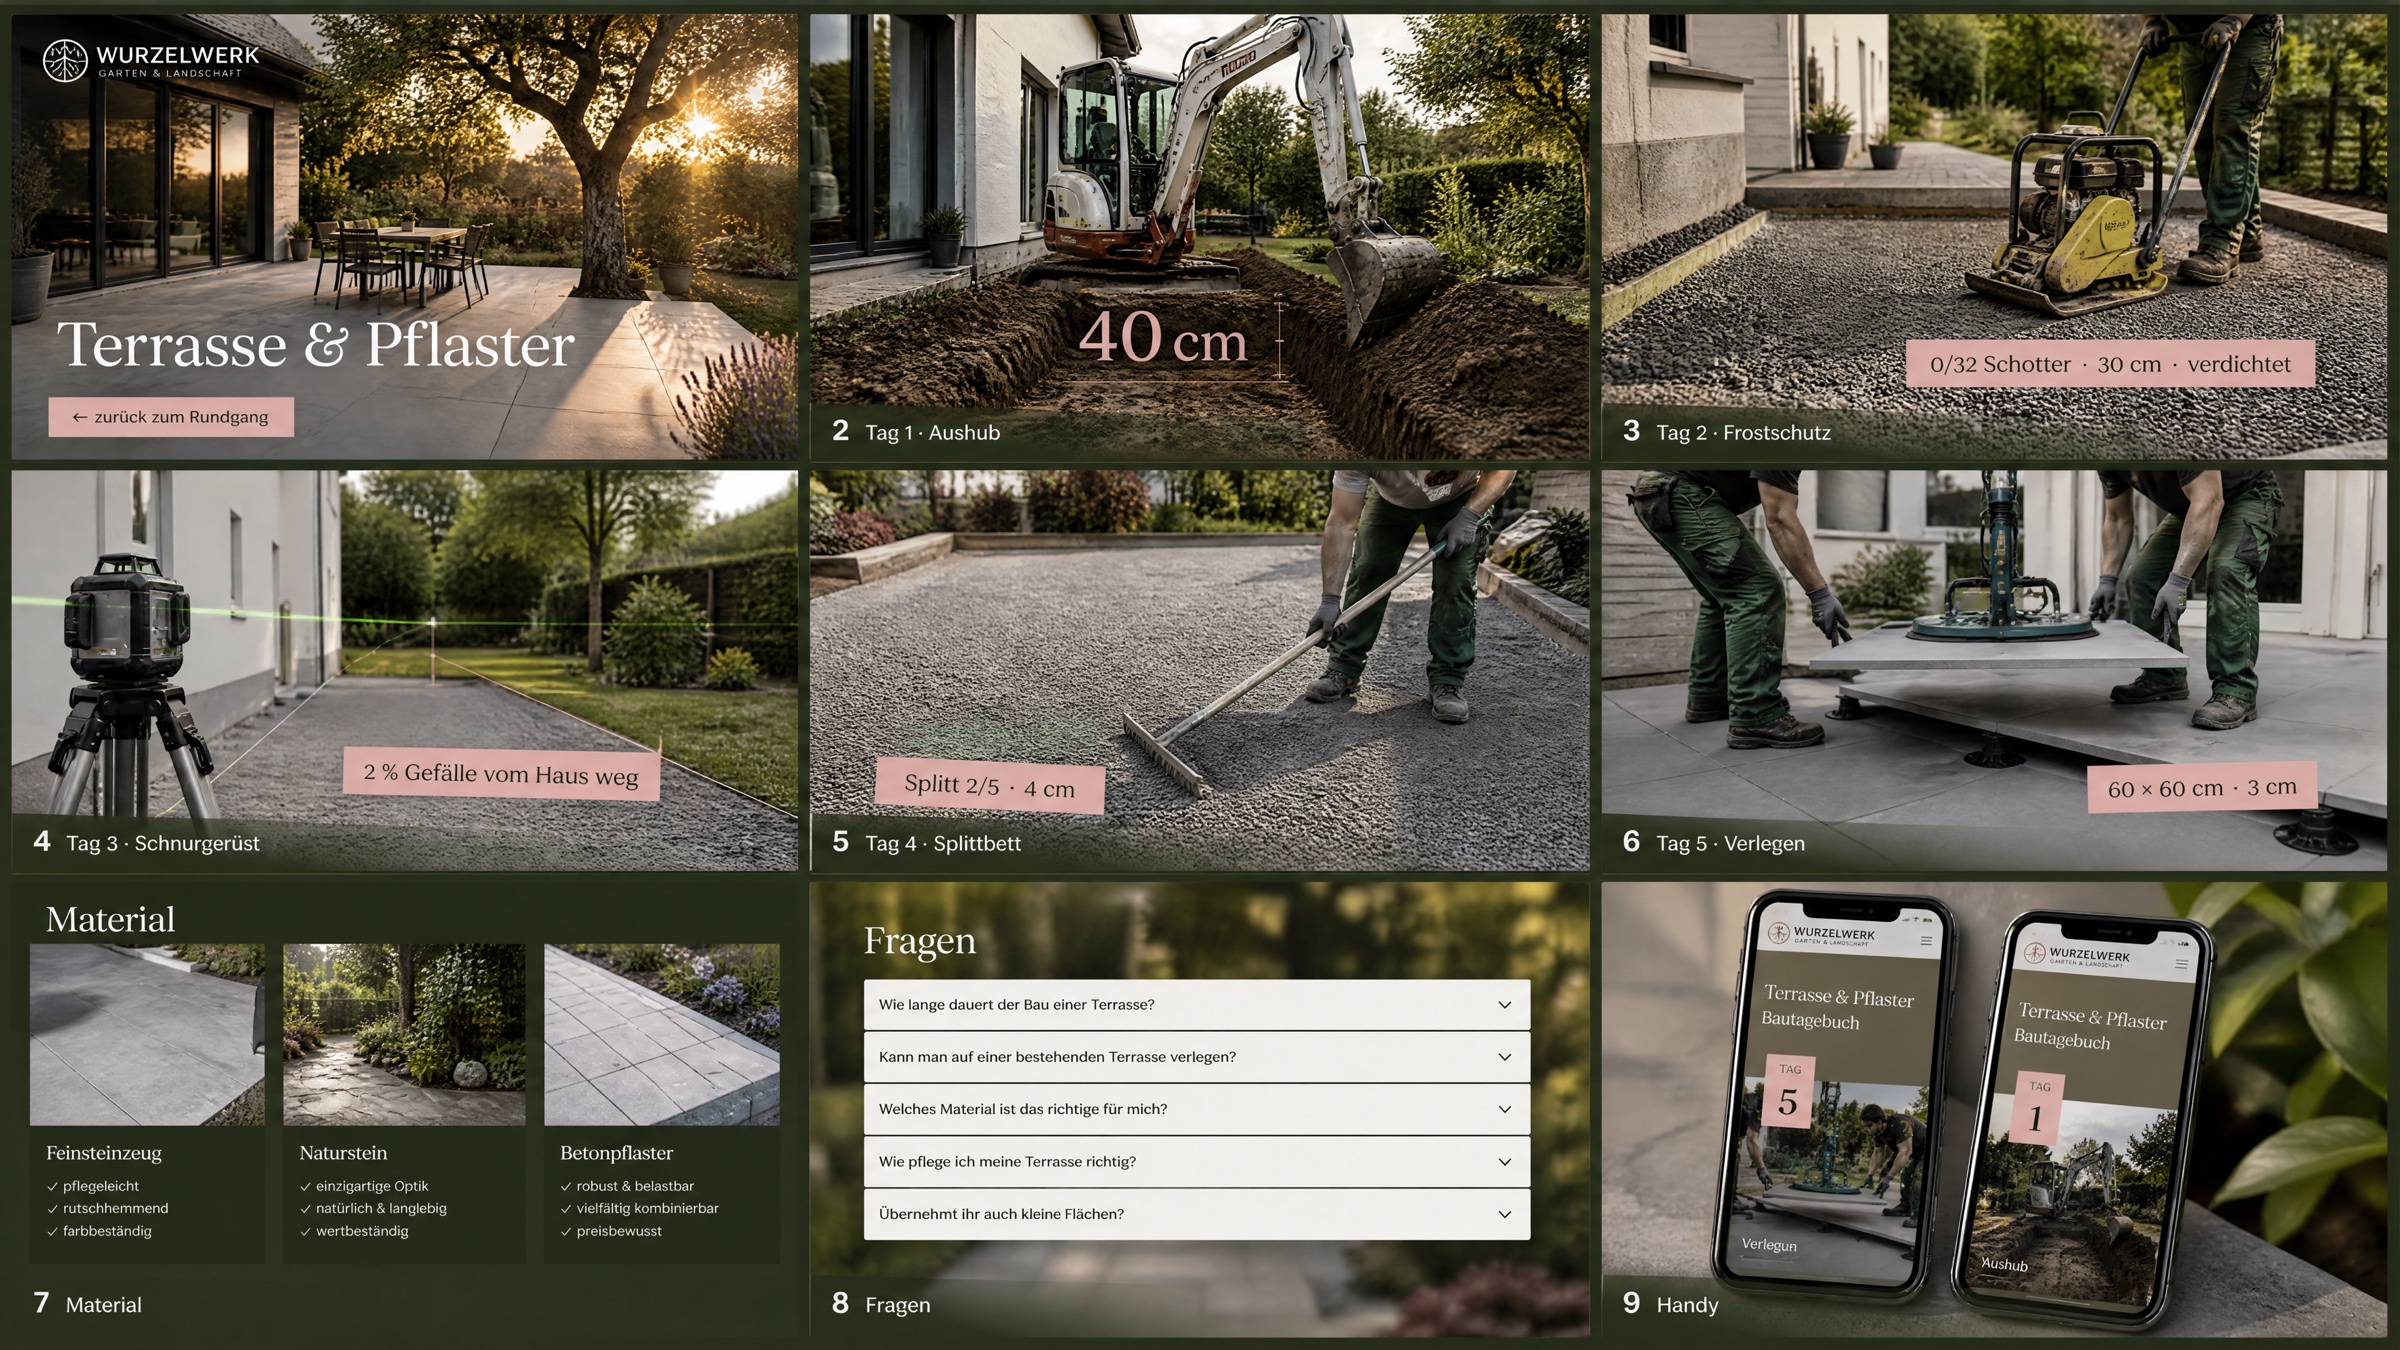 WURZELWERK
GARTEN & LANDSCHAFT
Terrasse & Pflaster
← zurück zum Rundgang
40 cm
2 Tag 1 · Aushub
0/32 Schotter · 30 cm · verdichtet
3 Tag 2 · Frostschutz
2 % Gefälle vom Haus weg
4 Tag 3 · Schnurgerüst
Splitt 2/5 · 4 cm
5 Tag 4 · Splittbett
60 × 60 cm · 3 cm
6 Tag 5 · Verlegen
Material
Feinsteinzeug
✓ pflegeleicht
✓ rutschhemmend
✓ farbbeständig
Naturstein
✓ einzigartige Optik
✓ natürlich & langlebig
✓ wertbeständig
Betonpflaster
✓ robust & belastbar
✓ vielfältig kombinierbar
✓ preisbewusst
7 Material
Fragen
Wie lange dauert der Bau einer Terrasse?
Kann man auf einer bestehenden Terrasse verlegen?
Welches Material ist das richtige für mich?
Wie pflege ich meine Terrasse richtig?
Übernehmt ihr auch kleine Flächen?
8 Fragen
WURZELWERK
GARTEN & LANDSCHAFT
Terrasse & Pflaster
Bautagebuch
TAG
5
Verlegun
WURZELWERK
GARTEN & LANDSCHAFT
Terrasse & Pflaster
Bautagebuch
TAG
1
Aushub
9 Handy